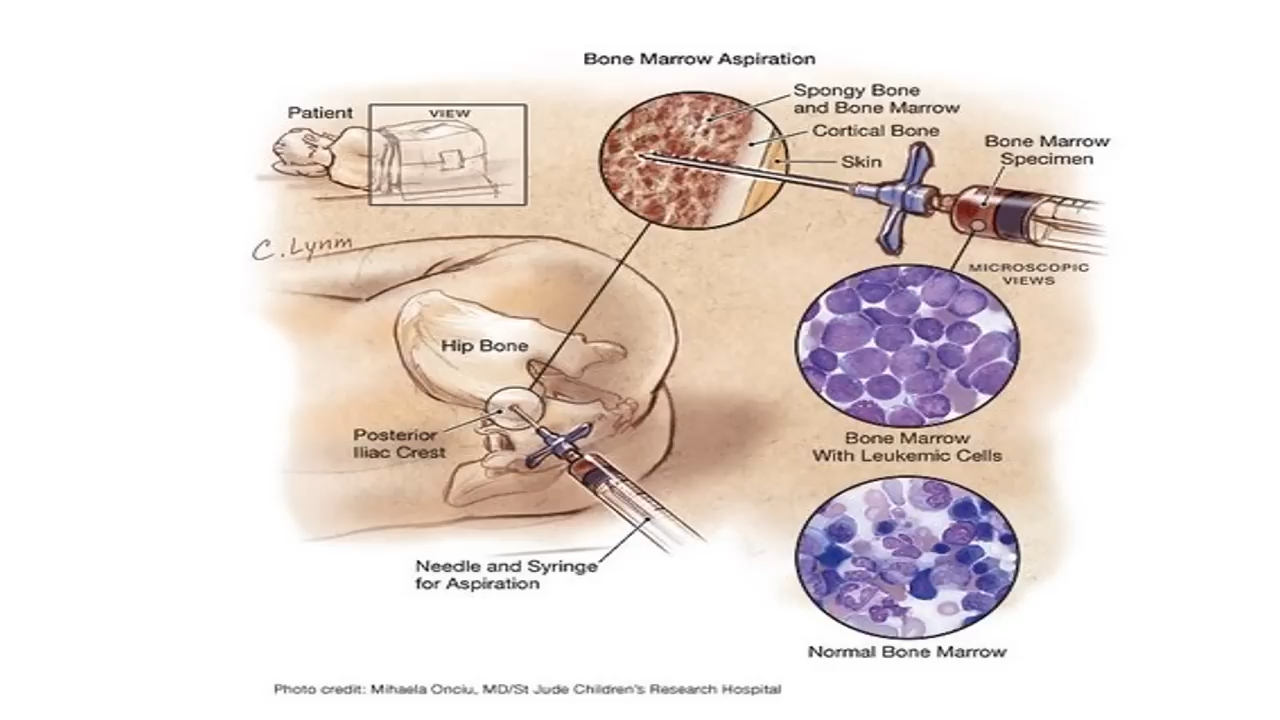 Bone Marrow Aspiration
Patient
VIEW
Spongy Bone
and Bone Marrow
Cortical Bone
Skin
Bone Marrow
Specimen
C. Lynm
MICROSCOPIC
VIEWS
Hip Bone
Posterior
Iliac Crest
Bone Marrow
With Leukemic Cells
Needle and Syringe
for Aspiration
Normal Bone Marrow
Photo credit: Mihaela Onciu, MD/St Jude Children's Research Hospital